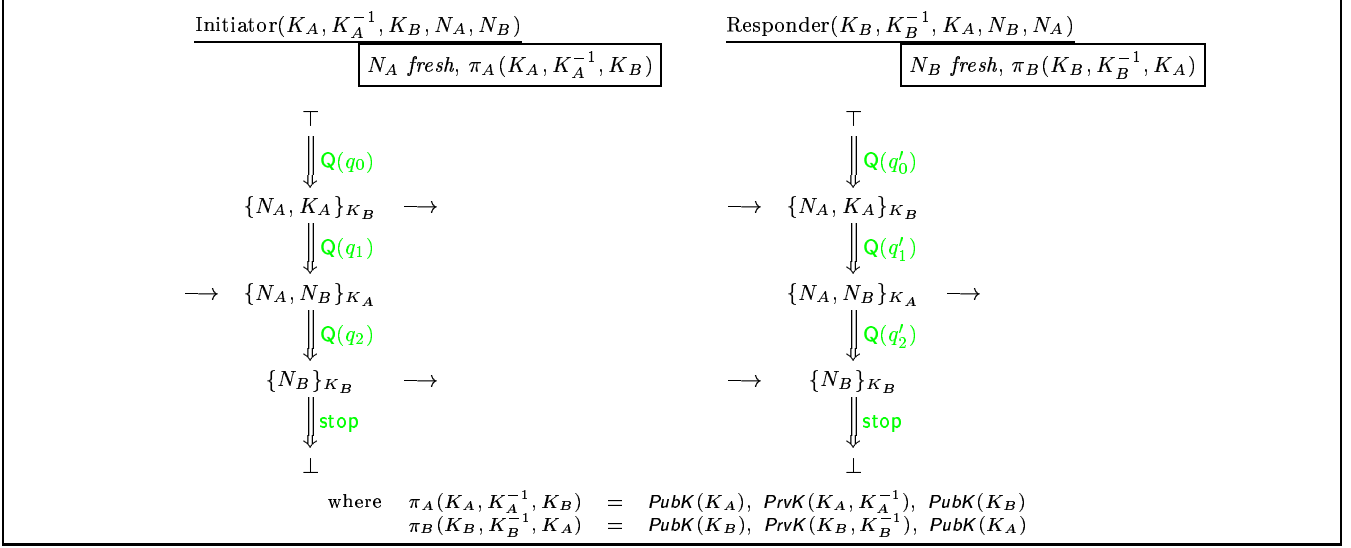 Initiator(K_A, K_A^{-1}, K_B, N_A, N_B) Responder(K_B, K_B^{-1}, K_A, N_B, N_A)
N_A fresh, π_A(K_A, K_A^{-1}, K_B) N_B fresh, π_B(K_B, K_B^{-1}, K_A)
⊤ ⊤
Q(q_0) Q(q'_0)
{N_A, K_A}_{K_B} ⟶ ⟶ {N_A, K_A}_{K_B}
Q(q_1) Q(q'_1)
⟶ {N_A, N_B}_{K_A} {N_A, N_B}_{K_A} ⟶
Q(q_2) Q(q'_2)
{N_B}_{K_B} ⟶ ⟶ {N_B}_{K_B}
stop stop
⊥ ⊥
where π_A(K_A, K_A^{-1}, K_B) = PubK(K_A), PrvK(K_A, K_A^{-1}), PubK(K_B)
π_B(K_B, K_B^{-1}, K_A) = PubK(K_B), PrvK(K_B, K_B^{-1}), PubK(K_A)